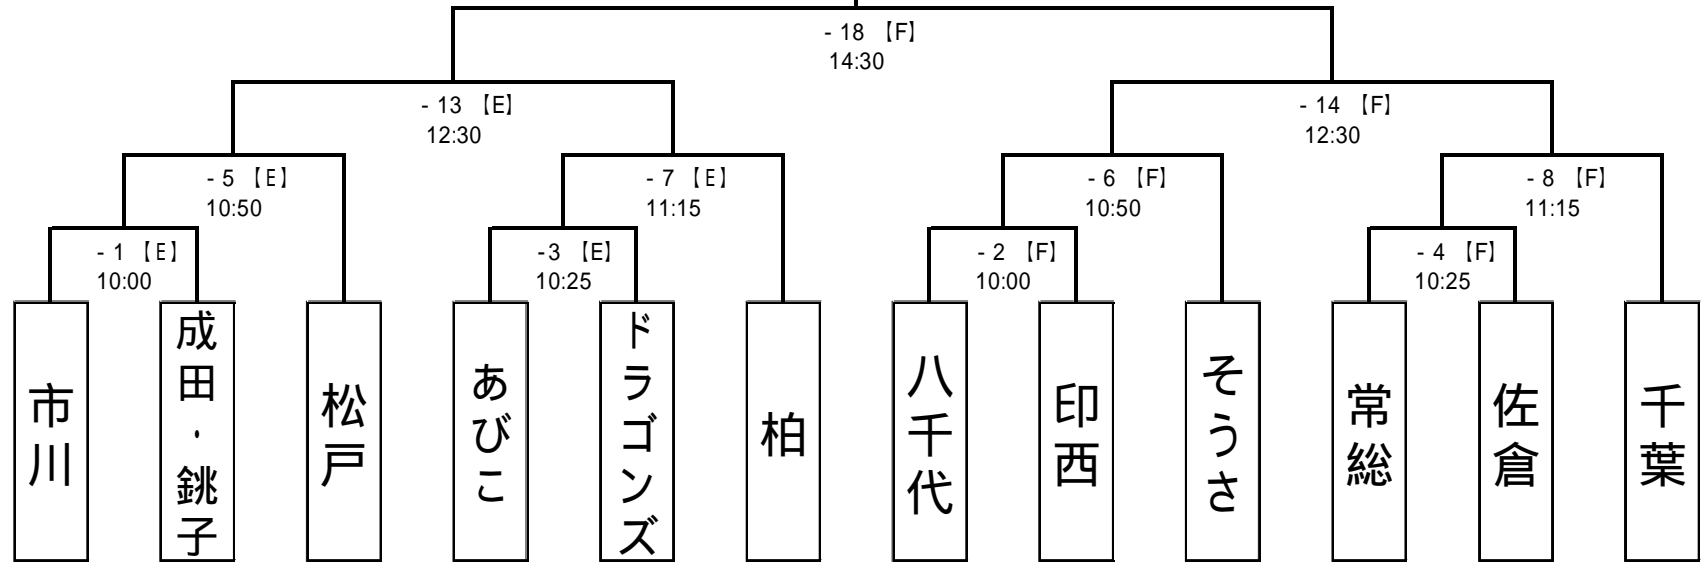 - 18 【F】
14:30
- 13 【E】
12:30
- 14 【F】
12:30
- 5 【E】
10:50
- 7 【E】
11:15
- 6 【F】
10:50
- 8 【F】
11:15
- 1 【E】
10:00
-3 【E】
10:25
- 2 【F】
10:00
- 4 【F】
10:25
市川
成田・銚子
松戸
あびこ
ドラゴンズ
柏
八千代
印西
そうさ
常総
佐倉
千葉